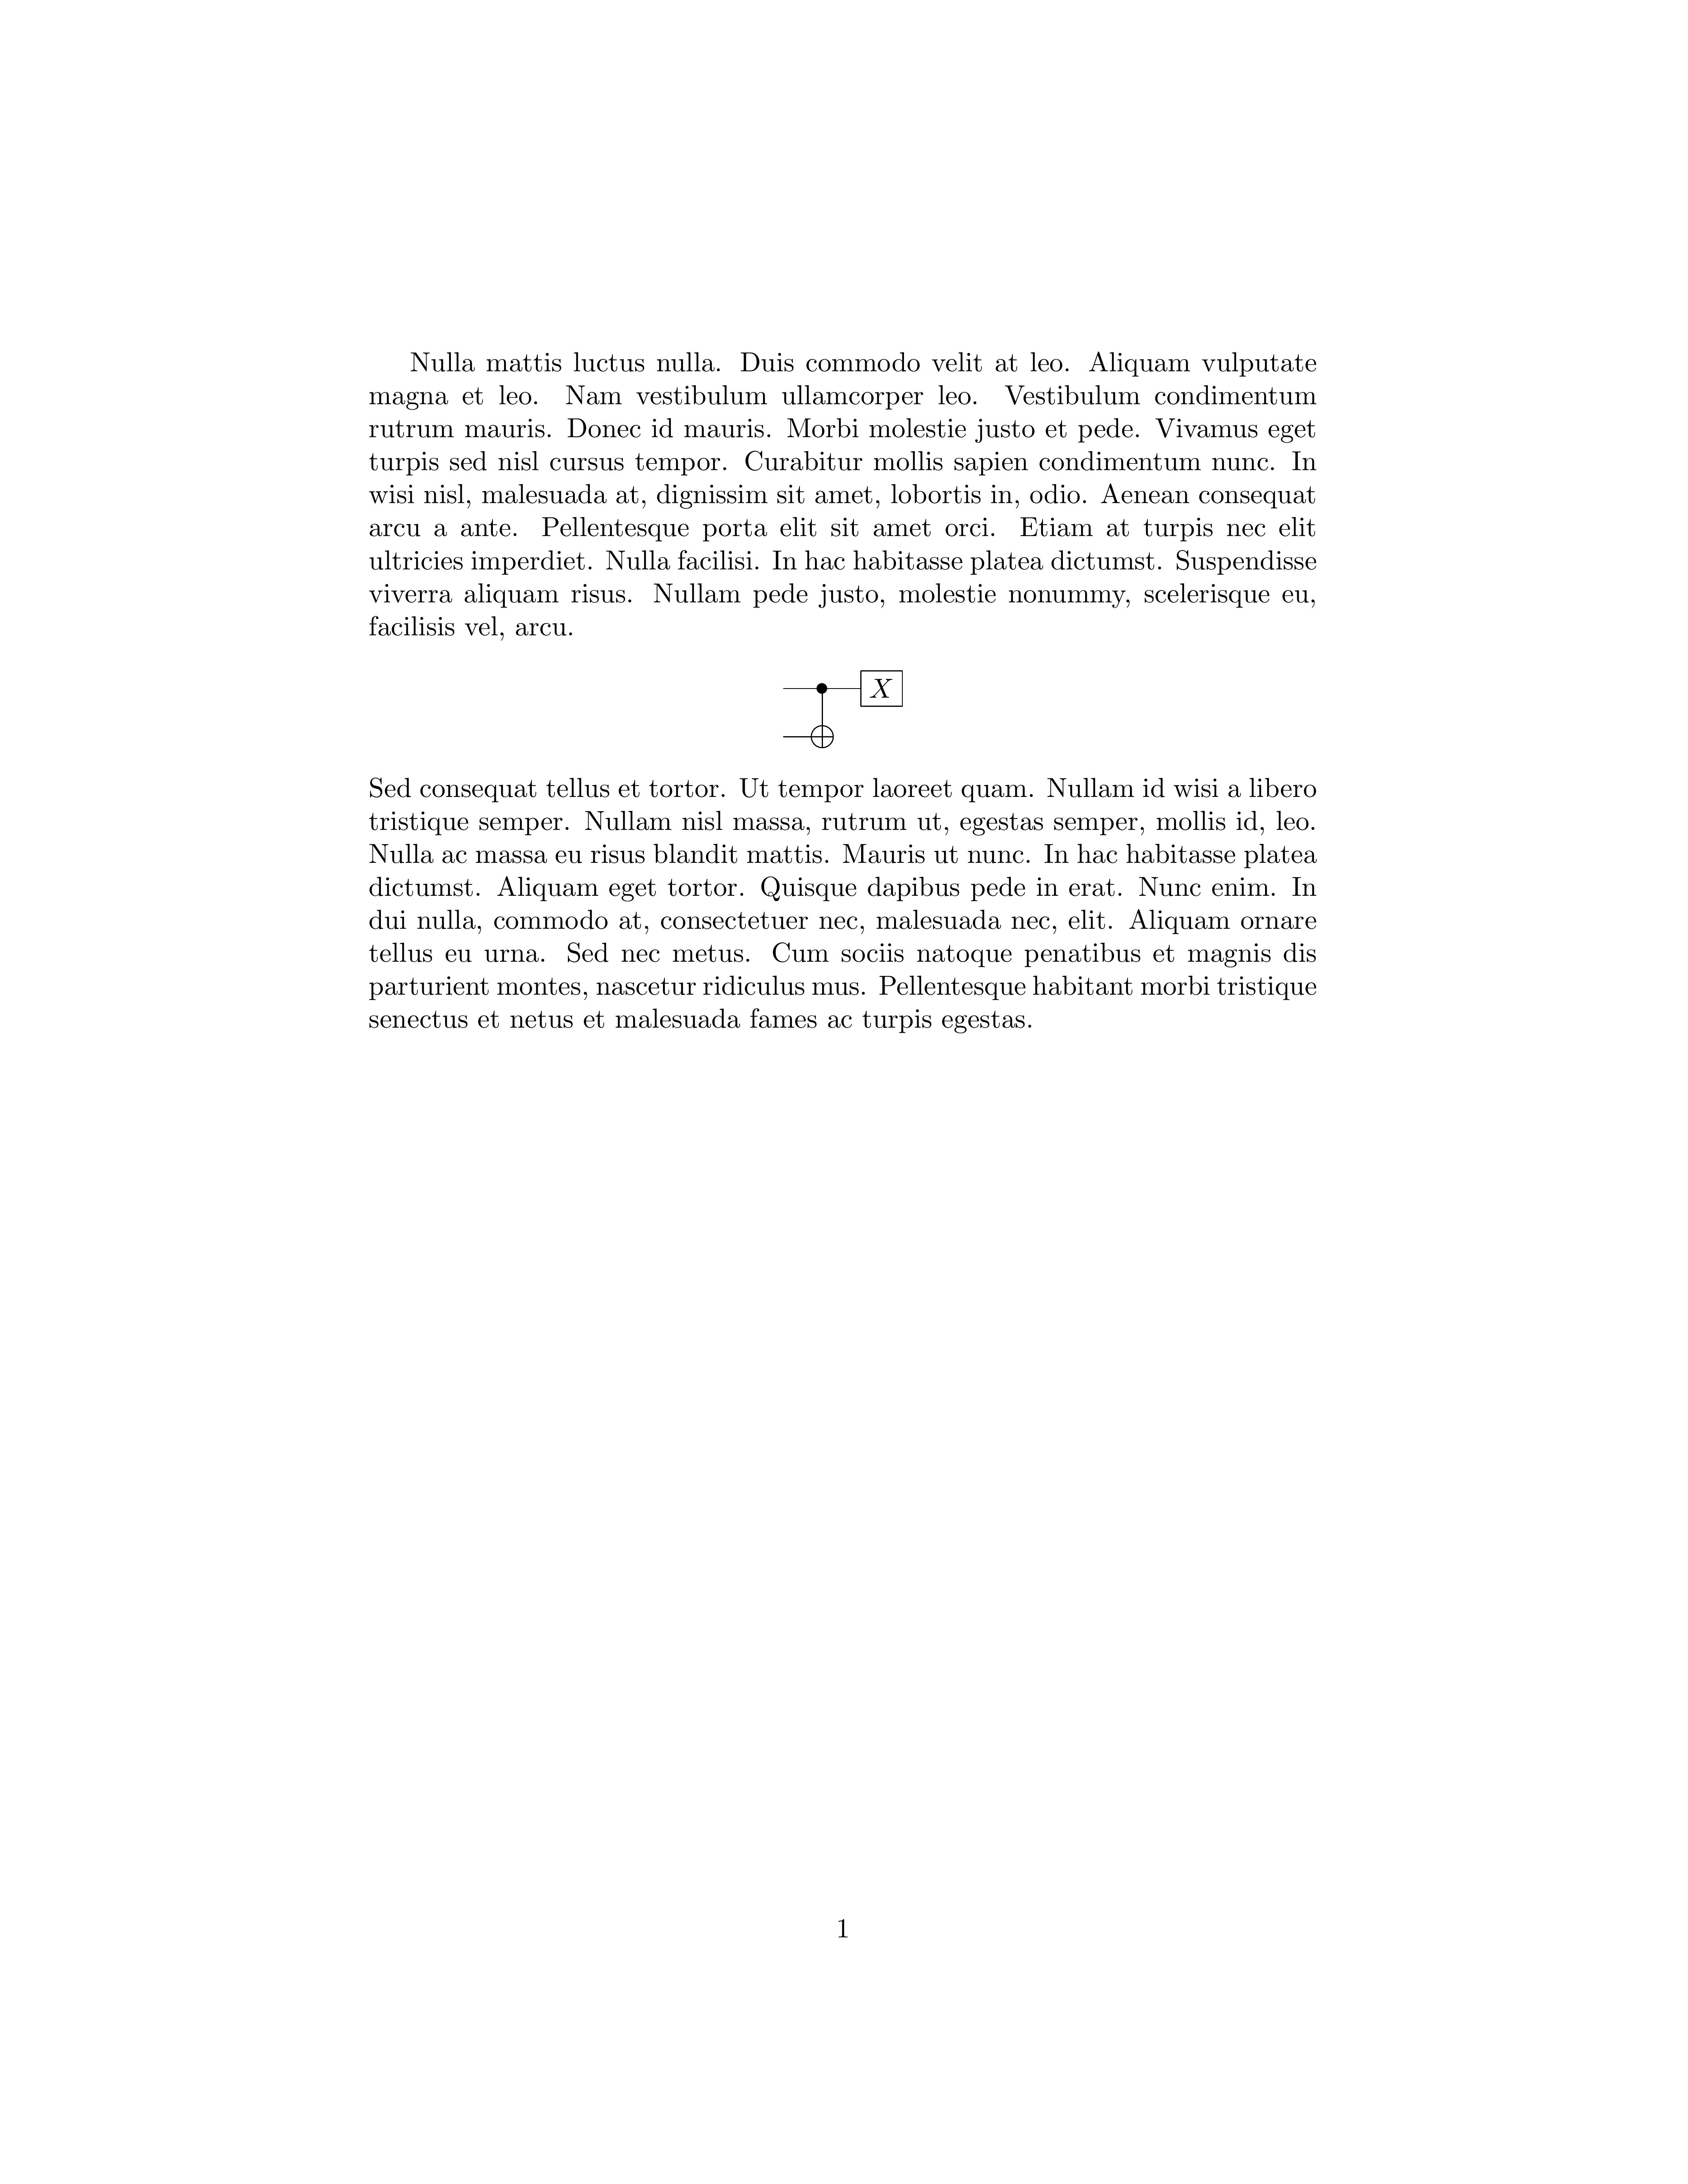 Nulla mattis luctus nulla. Duis commodo velit at leo. Aliquam vulputate
magna et leo. Nam vestibulum ullamcorper leo. Vestibulum condimentum
rutrum mauris. Donec id mauris. Morbi molestie justo et pede. Vivamus eget
turpis sed nisl cursus tempor. Curabitur mollis sapien condimentum nunc. In
wisi nisl, malesuada at, dignissim sit amet, lobortis in, odio. Aenean consequat
arcu a ante. Pellentesque porta elit sit amet orci. Etiam at turpis nec elit
ultricies imperdiet. Nulla facilisi. In hac habitasse platea dictumst. Suspendisse
viverra aliquam risus. Nullam pede justo, molestie nonummy, scelerisque eu,
facilisis vel, arcu.
X
Sed consequat tellus et tortor. Ut tempor laoreet quam. Nullam id wisi a libero
tristique semper. Nullam nisl massa, rutrum ut, egestas semper, mollis id, leo.
Nulla ac massa eu risus blandit mattis. Mauris ut nunc. In hac habitasse platea
dictumst. Aliquam eget tortor. Quisque dapibus pede in erat. Nunc enim. In
dui nulla, commodo at, consectetuer nec, malesuada nec, elit. Aliquam ornare
tellus eu urna. Sed nec metus. Cum sociis natoque penatibus et magnis dis
parturient montes, nascetur ridiculus mus. Pellentesque habitant morbi tristique
senectus et netus et malesuada fames ac turpis egestas.
1